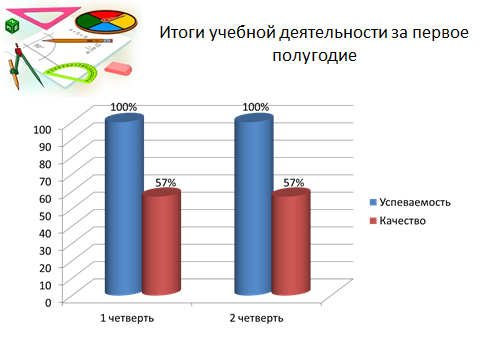 Итоги учебной деятельности за первое
полугодие
100%
100%
57%
57%
100
90
80
70
60
50
40
30
20
10
0
1 четверть
2 четверть
Успеваемость
Качество